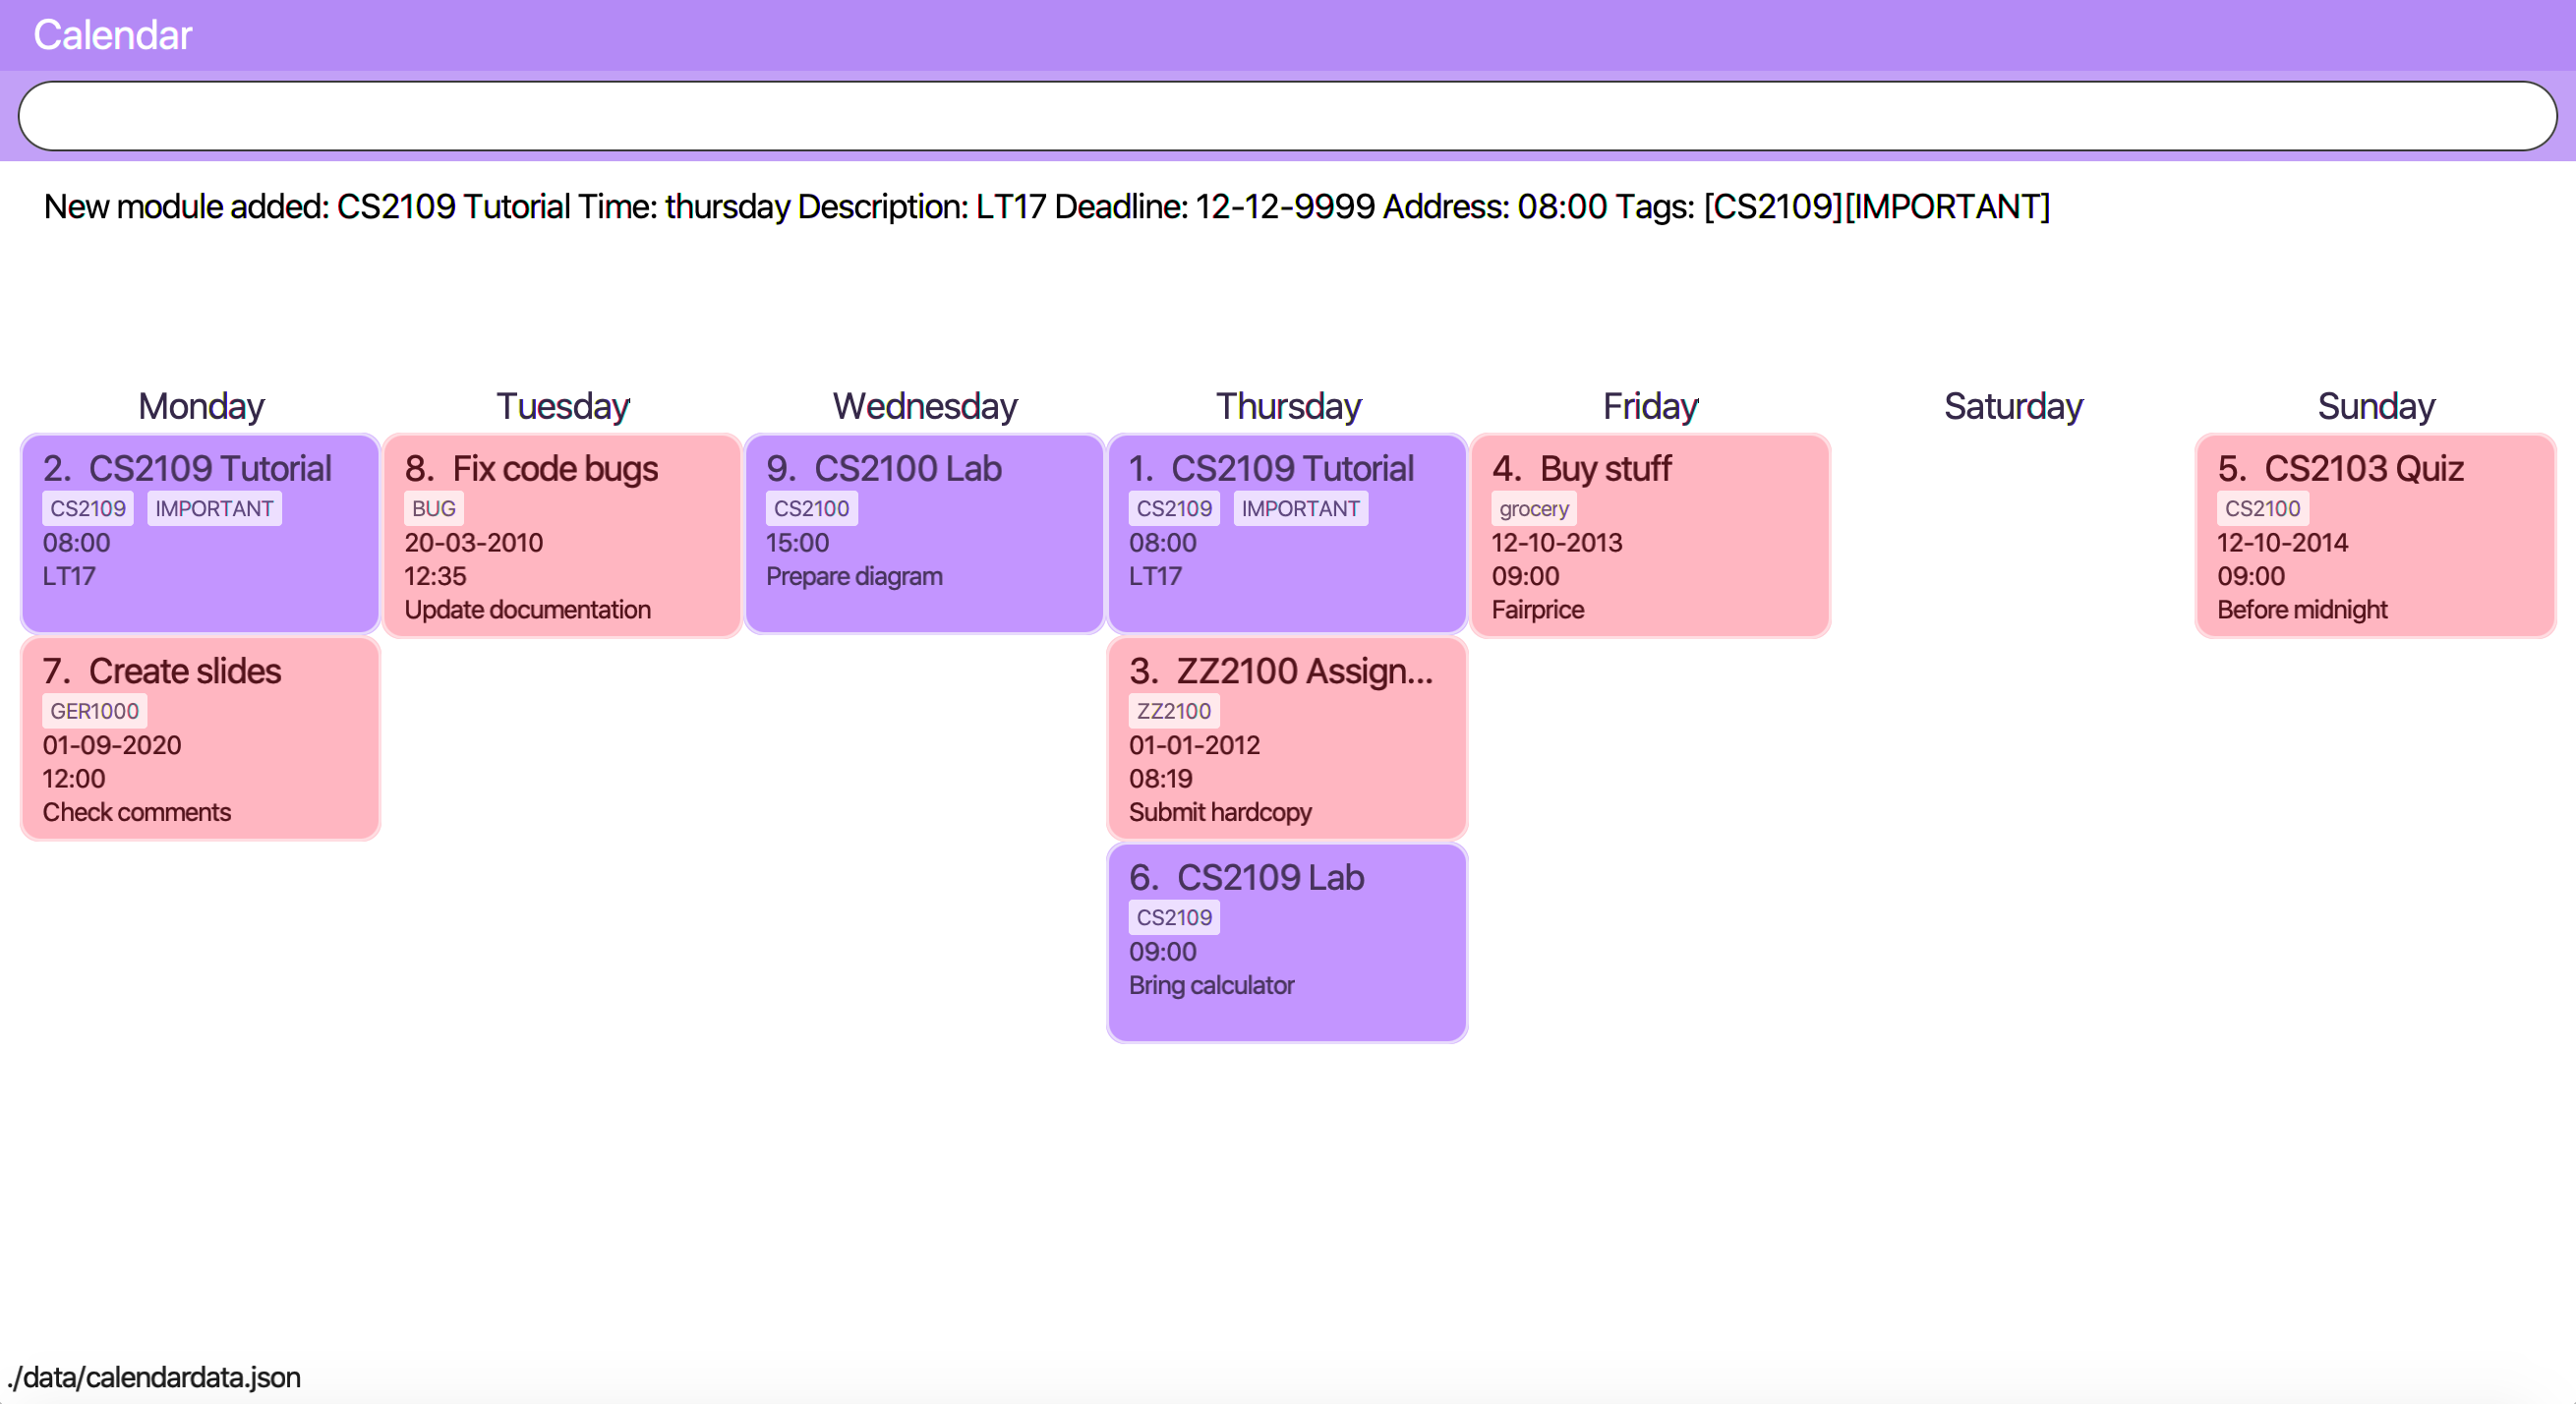 Calendar
New module added: CS2109 Tutorial Time: thursday Description: LT17 Deadline: 12-12-9999 Address: 08:00 Tags: [CS2109][IMPORTANT]
Monday
2. CS2109 Tutorial
CS2109 IMPORTANT
08:00
LT17
7. Create slides
GER1000
01-09-2020
12:00
Check comments
Tuesday
8. Fix code bugs
BUG
20-03-2010
12:35
Update documentation
Wednesday
9. CS2100 Lab
CS2100
15:00
Prepare diagram
Thursday
1. CS2109 Tutorial
CS2109 IMPORTANT
08:00
LT17
3. ZZ2100 Assign...
ZZ2100
01-01-2012
08:19
Submit hardcopy
6. CS2109 Lab
CS2109
09:00
Bring calculator
Friday
4. Buy stuff
grocery
12-10-2013
09:00
Fairprice
Saturday
Sunday
5. CS2103 Quiz
CS2100
12-10-2014
09:00
Before midnight
./data/calendardata.json